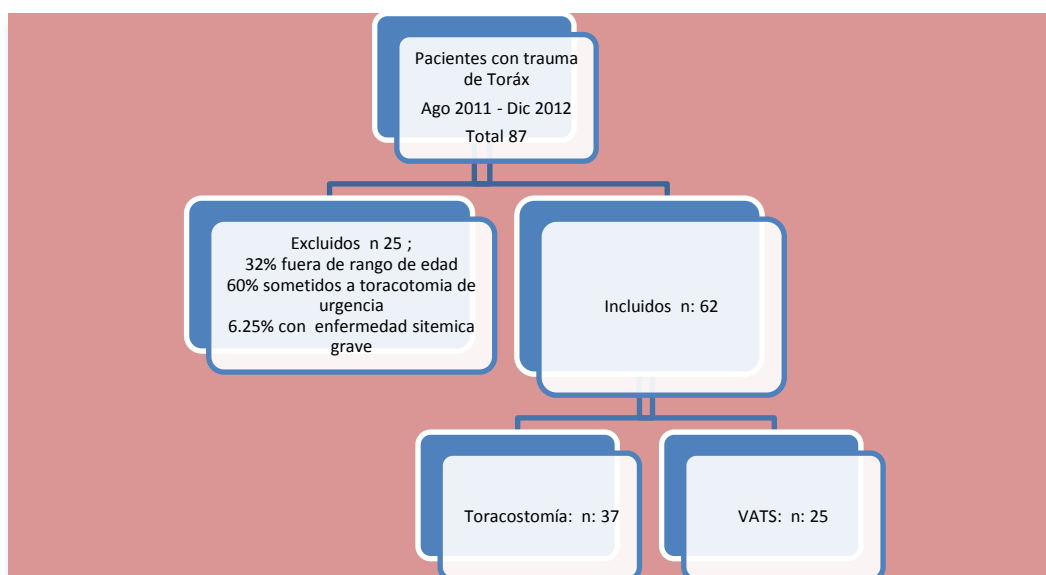 Pacientes con trauma
de Toráx
Ago 2011 - Dic 2012
Total 87
Excluidos n 25 ;
32% fuera de rango de edad
60% sometidos a toracotomia de
urgencia
6.25% con enfermedad sitemica
grave
Incluidos n: 62
Toracostomía: n: 37
VATS: n: 25